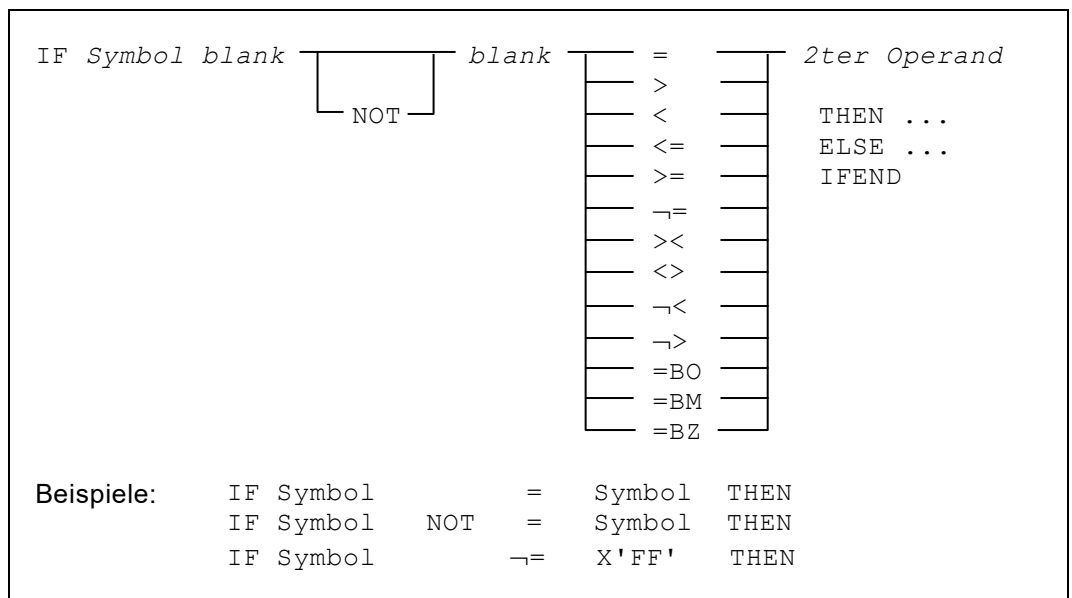 IF Symbol blank blank = 2ter Operand
>
NOT < THEN ...
<= ELSE ...
>= IFEND
¬=
><
<>
¬<
¬>
=BO
=BM
=BZ
Beispiele: IF Symbol = Symbol THEN
IF Symbol NOT = Symbol THEN
IF Symbol ¬= X'FF' THEN